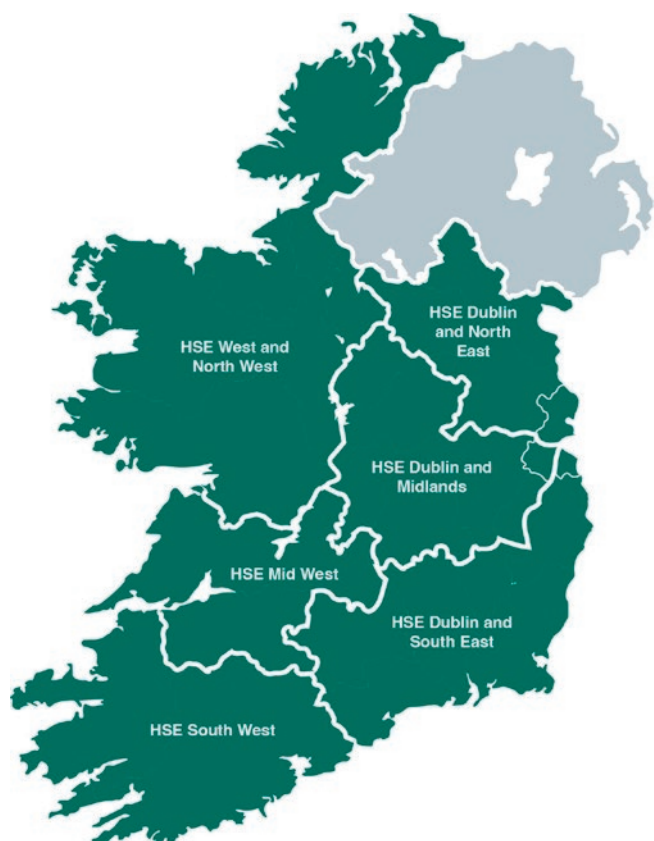 HSE Dublin
and North
East
HSE West and
North West
HSE Dublin and
Midlands
HSE Mid West
HSE Dublin and
South East
HSE South West